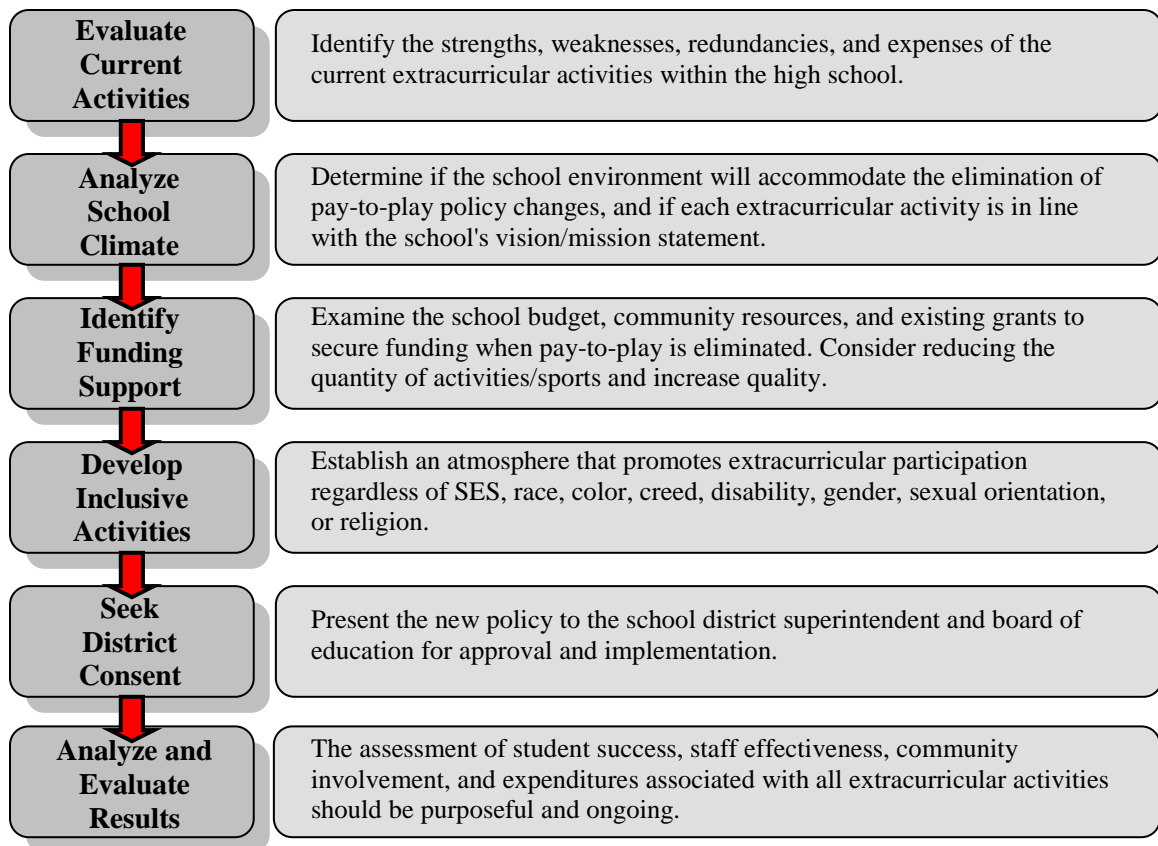 Evaluate
Current
Activities
Identify the strengths, weaknesses, redundancies, and expenses of the
current extracurricular activities within the high school.
Analyze
School
Climate
Determine if the school environment will accommodate the elimination of
pay-to-play policy changes, and if each extracurricular activity is in line
with the school's vision/mission statement.
Identify
Funding
Support
Examine the school budget, community resources, and existing grants to
secure funding when pay-to-play is eliminated. Consider reducing the
quantity of activities/sports and increase quality.
Develop
Inclusive
Activities
Establish an atmosphere that promotes extracurricular participation
regardless of SES, race, color, creed, disability, gender, sexual orientation,
or religion.
Seek
District
Consent
Present the new policy to the school district superintendent and board of
education for approval and implementation.
Analyze and
Evaluate
Results
The assessment of student success, staff effectiveness, community
involvement, and expenditures associated with all extracurricular activities
should be purposeful and ongoing.